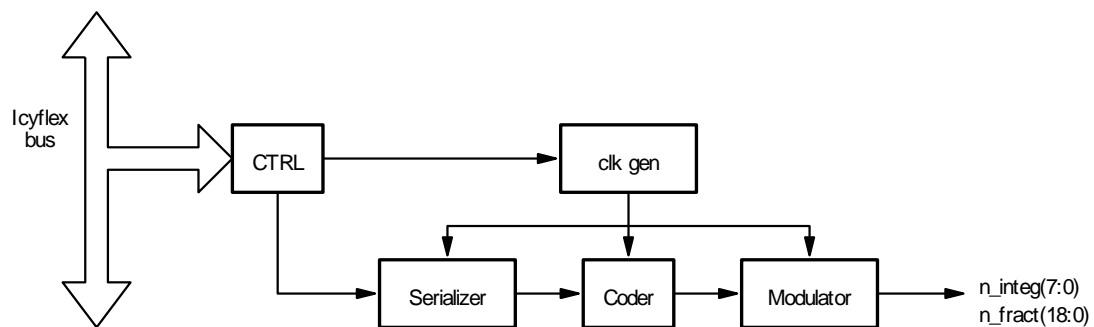 Icyflex
bus
CTRL
clk gen
Serializer
Coder
Modulator
n_integ(7:0)
n_fract(18:0)